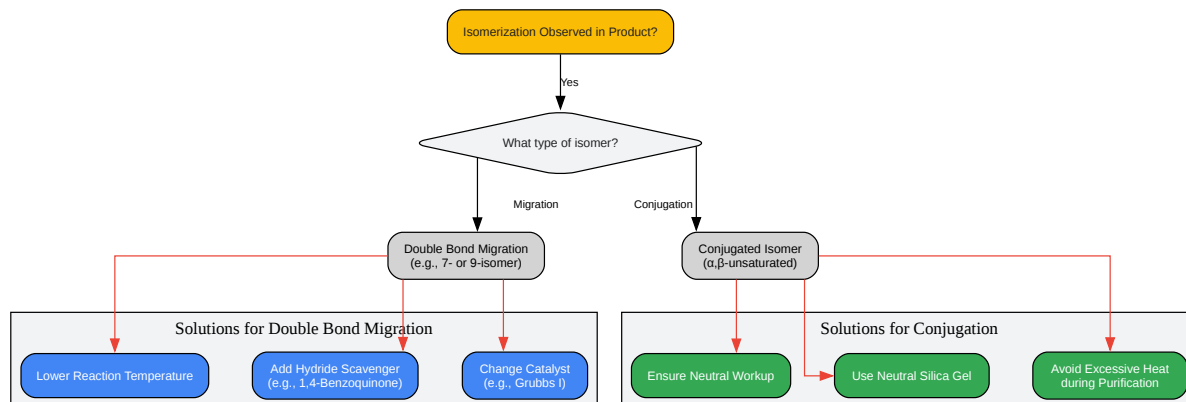 Isomerization Observed in Product?
Yes
What type of isomer?
Migration
Conjugation
Double Bond Migration
(e.g., 7- or 9-isomer)
Conjugated Isomer
(α,β-unsaturated)
Solutions for Double Bond Migration
Lower Reaction Temperature
Add Hydride Scavenger
(e.g., 1,4-Benzoquinone)
Change Catalyst
(e.g., Grubbs I)
Solutions for Conjugation
Ensure Neutral Workup
Use Neutral Silica Gel
Avoid Excessive Heat
during Purification